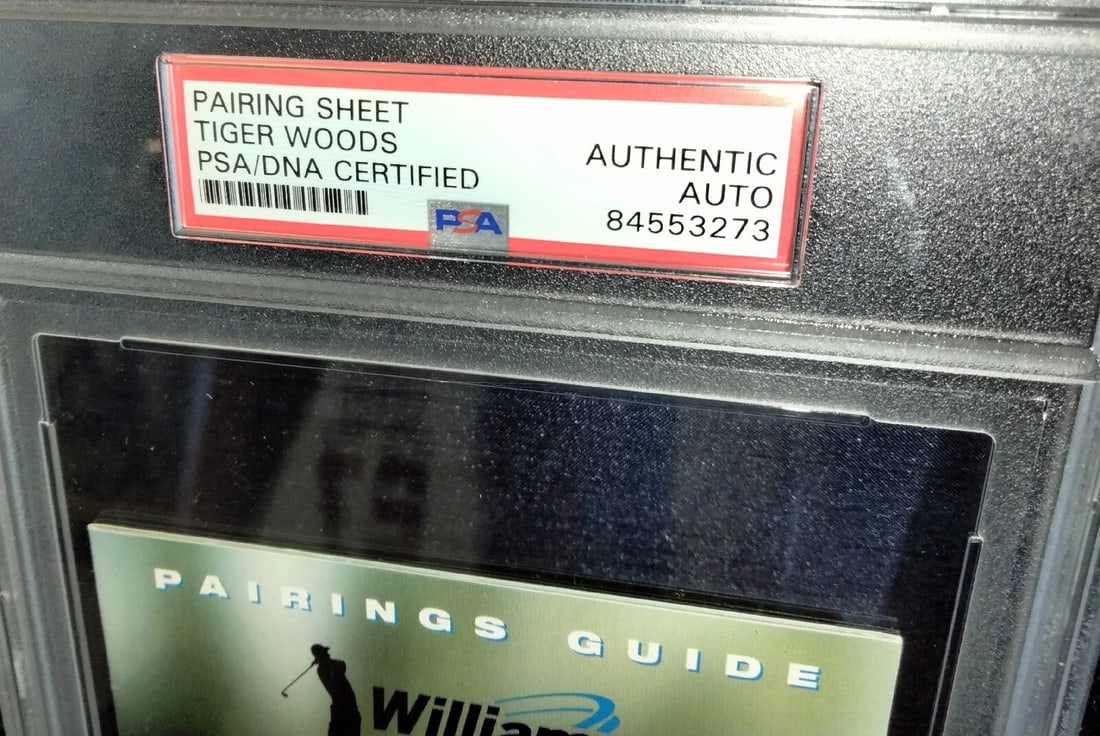 PAIRING SHEET
TIGER WOODS
PSA/DNA CERTIFIED
AUTHENTIC
AUTO
84553273
PSA
PAIRINGS GUIDE